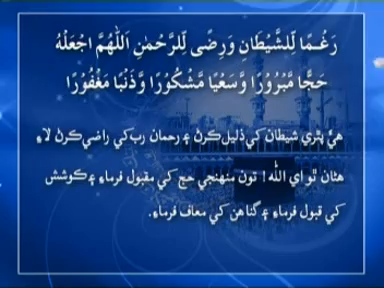 رَغْمًا لِّلشَّيْطَانِ وَرِضًى لِّلرَّحْمٰنِ اَللّٰهُمَّ اجْعَلْهُ
حَجًّا مَّبْرُوْرًا وَّسَعْيًا مَّشْكُوْرًا وَّذَنْۢبًا مَغْفُوْرًا
هيءُ پٿري شيطان کي ذليل ڪرڻ ۽ رحمان رب کي راضي ڪرڻ لاءِ
هڻان ٿو اي اللّٰه! تون منهنجي حج کي مقبول فرماءِ ۽ ڪوشش
کي قبول فرماءِ ۽ گناهن کي معاف فرماءِ.